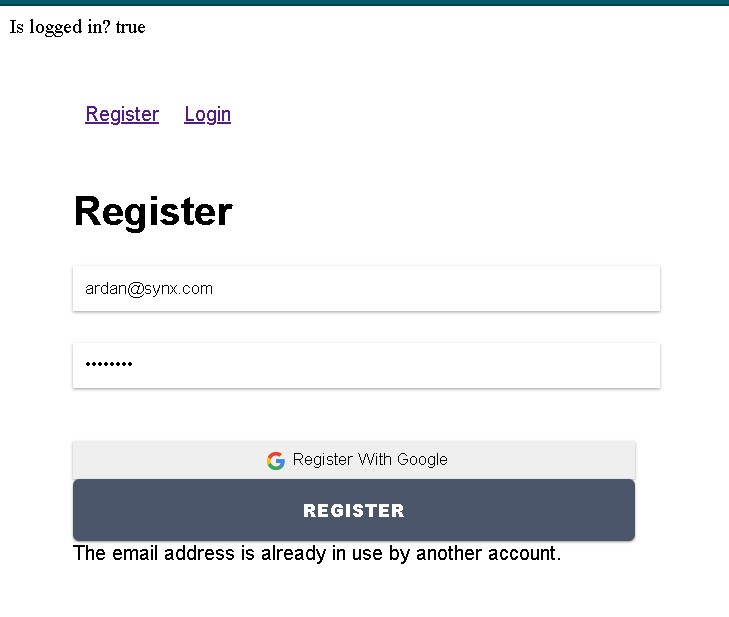 Is logged in? true
Register Login
Register
ardan@synx.com
••••••••
Register With Google
REGISTER
The email address is already in use by another account.